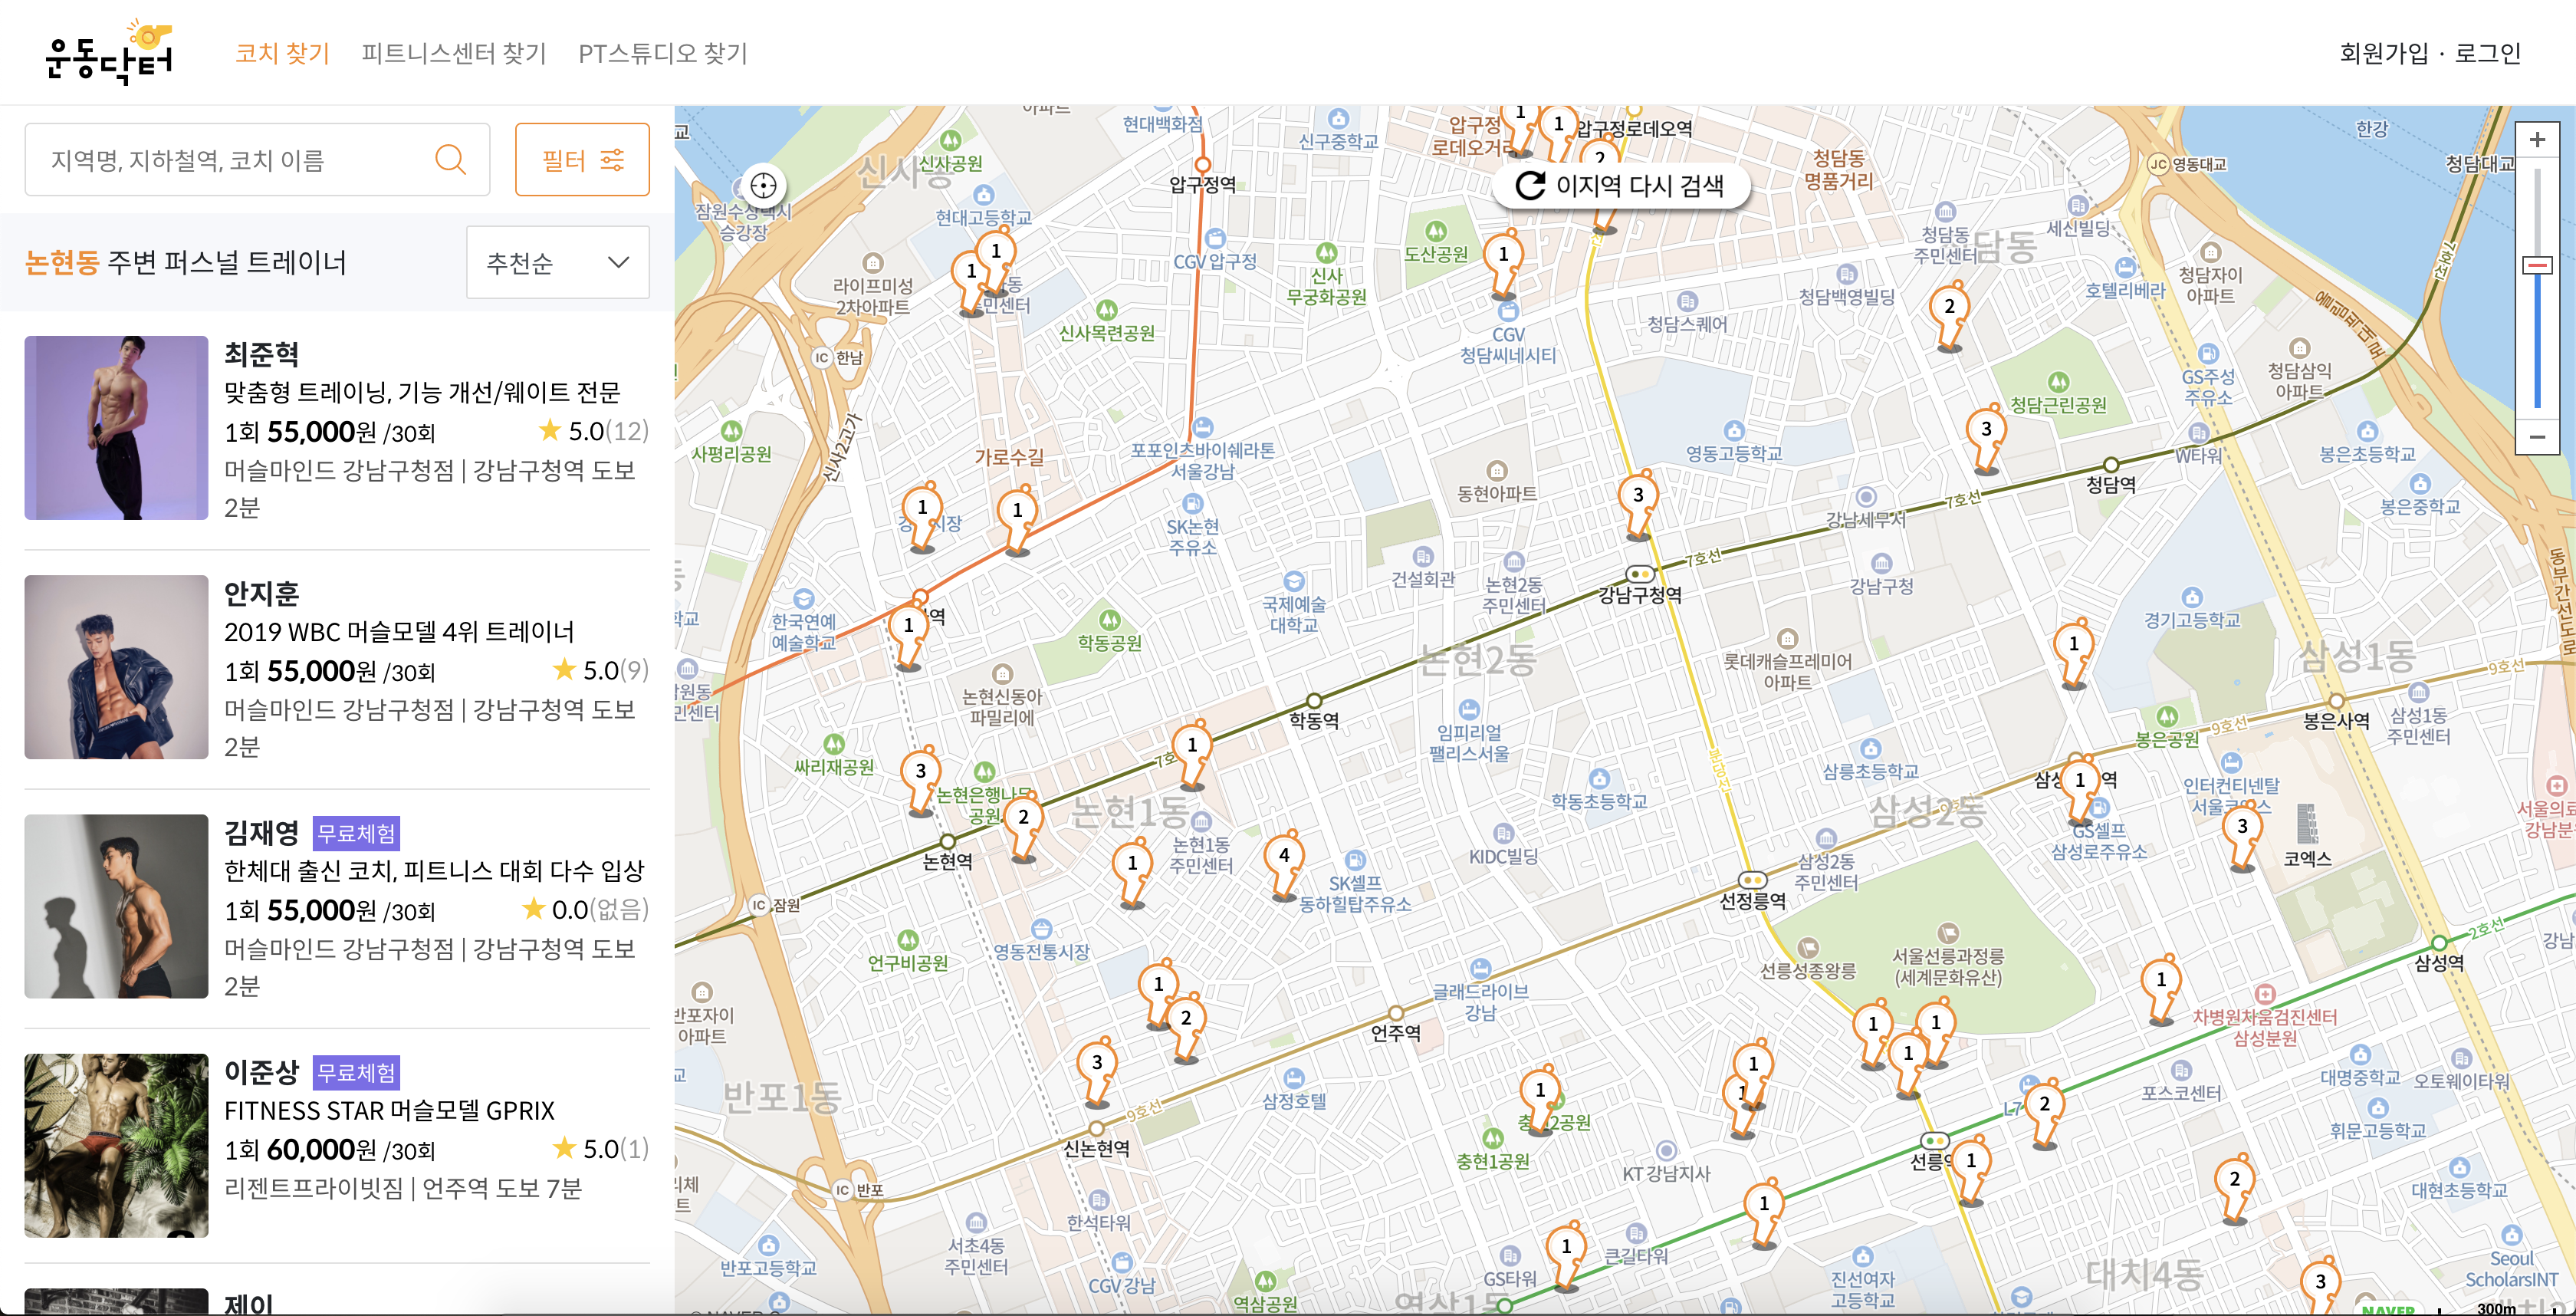 운동닥터
코치 찾기
피트니스센터 찾기
PT스튜디오 찾기
회원가입 · 로그인
지역명, 지하철역, 코치 이름
필터
논현동 주변 퍼스널 트레이너
추천순
최준혁
맞춤형 트레이닝, 기능 개선/웨이트 전문
1회 55,000원 /30회
5.0(12)
머슬마인드 강남구청점 | 강남구청역 도보
2분
안지훈
2019 WBC 머슬모델 4위 트레이너
1회 55,000원 /30회
5.0(9)
머슬마인드 강남구청점 | 강남구청역 도보
2분
김재영 무료체험
한체대 출신 코치, 피트니스 대회 다수 입상
1회 55,000원 /30회
0.0(없음)
머슬마인드 강남구청점 | 강남구청역 도보
2분
이준상 무료체험
FITNESS STAR 머슬모델 GPRIX
1회 60,000원 /30회
5.0(1)
리젠트프라이빗짐 | 언주역 도보 7분
제이
이지역 다시 검색
현대백화점
신구중학교
압구정
로데오거리
압구정로데오역
청담동
명품거리
한강
JC 영동대교
청담대교
신사동
신사공원
압구정역
잠원수상택시
승강장
현대고등학교
라이프미성
2차아파트
CGV 압구정
신사
무궁화공원
도산공원
청담동
주민센터
세신빌딩
청담자이
아파트
호텔리베라
청담백영빌딩
청담스퀘어
신사목련공원
CGV
청담씨네시티
IC 한남
GS주성
주유소
청담삼익
아파트
청담근린공원
올림픽대로
7호선
신사2고가
사평리공원
가로수길
포포인츠바이쉐라톤
서울강남
영동고등학교
W타워
봉은초등학교
동현아파트
청담역
7호선
강남세무서
봉은중학교
SK논현
주유소
7호선
건설회관
논현2동
주민센터
강남구청역
강남구청
한국연예
예술학교
국제예술
대학교
학동공원
경기고등학교
논현2동
롯데캐슬프레미어
아파트
삼성1동
9호선
논현신동아
파밀리에
학동역
임피리얼
팰리스서울
분당선
봉은사역
삼성1동
주민센터
9호선
봉은공원
싸리재공원
삼릉초등학교
인터컨티넨탈
논현1동
학동초등학교
삼성2동
논현1동
주민센터
논현역
KIDC빌딩
삼성2동
주민센터
GS셀프
삼성로주유소
코엑스
SK셀프
동하힐탑주유소
IC 잠원
선정릉역
언구비공원
영동전통시장
선릉성종왕릉
서울선릉과정릉
(세계문화유산)
2호선
삼성역
글래드라이브
강남
반포자이
아파트
언주역
차병원차움검진센터
삼성분원
반포1동
9호선
삼정호텔
포스코센터
대명중학교
오토웨이타워
L7
휘문고등학교
신논현역
충현1공원
KT 강남지사
IC 반포
대현초등학교
한석타워
서초4동
주민센터
반포고등학교
CGV강남
GS타워
큰길타워
진선여자
고등학교
대치4동
Seoul
ScholarsINT
역삼공원
NAVER
300m